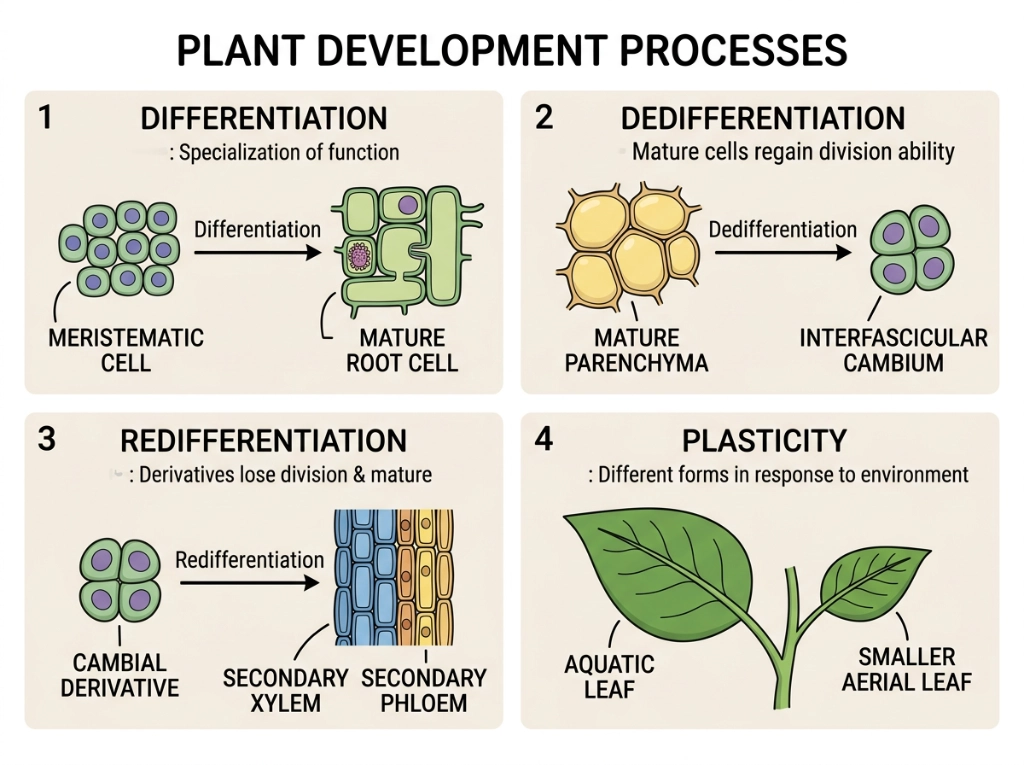 PLANT DEVELOPMENT PROCESSES
1
DIFFERENTIATION
: Specialization of function
Differentiation
MERISTEMATIC
CELL
MATURE
ROOT CELL
2
DEDIFFERENTIATION
Mature cells regain division ability
Dedifferentiation
MATURE
PARENCHYMA
INTERFASCICULAR
CAMBIUM
3
REDIFFERENTIATION
: Derivatives lose division & mature
Redifferentiation
CAMBIAL
DERIVATIVE
SECONDARY
XYLEM
SECONDARY
PHLOEM
4
PLASTICITY
: Different forms in response to environment
AQUATIC
LEAF
SMALLER
AERIAL LEAF